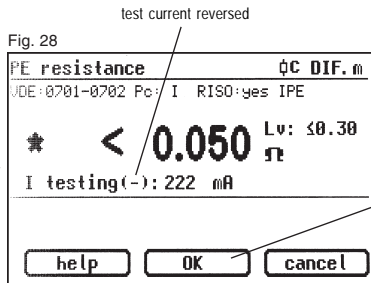 test current reversed
Fig. 28
PE resistance ¢C DIF. m
VDE:0701-0702 Pc: I RISO:yes IPE
* < 0.050 Ω Lv: ≤0.30
I testing(-): 222 mA
help OK cancel